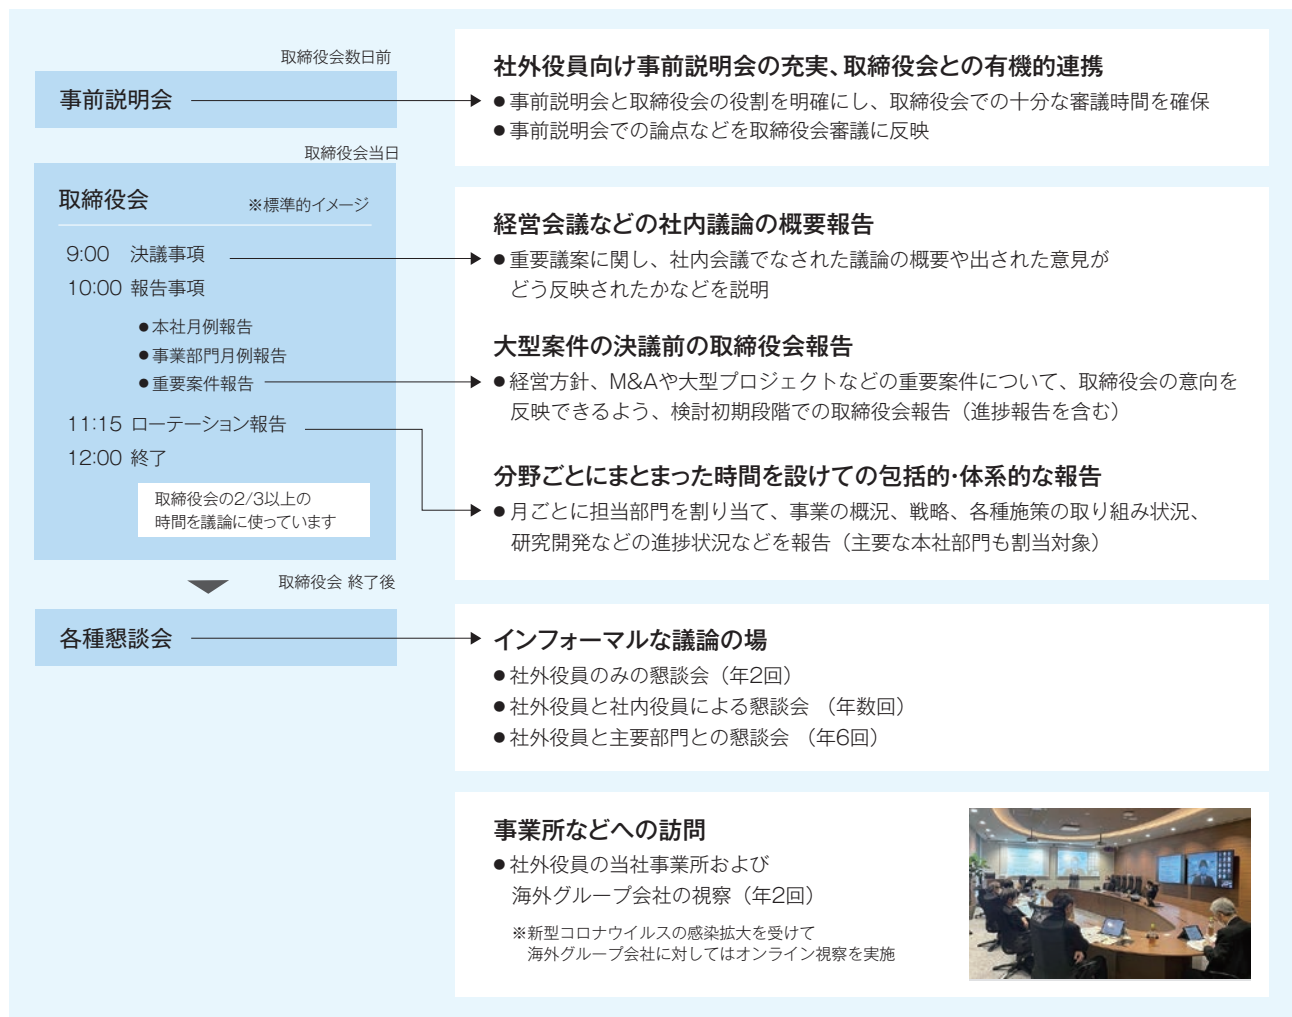 取締役会数日前
事前説明会
社外役員向け事前説明会の充実、取締役会との有機的連携
●事前説明会と取締役会の役割を明確にし、取締役会での十分な審議時間を確保
●事前説明会での論点などを取締役会審議に反映
取締役会当日
取締役会 ※標準的イメージ
9:00 決議事項
10:00 報告事項
●本社月例報告
●事業部門月例報告
●重要案件報告
11:15 ローテーション報告
12:00 終了
取締役会の2/3以上の
時間を議論に使っています
経営会議などの社内議論の概要報告
●重要議案に関し、社内会議でなされた議論の概要や出された意見が
どう反映されたかなどを説明
大型案件の決議前の取締役会報告
●経営方針、M&Aや大型プロジェクトなどの重要案件について、取締役会の意向を
反映できるよう、検討初期段階での取締役会報告（進捗報告を含む）
分野ごとにまとまった時間を設けての包括的・体系的な報告
●月ごとに担当部門を割り当て、事業の概況、戦略、各種施策の取り組み状況、
研究開発などの進捗状況などを報告（主要な本社部門も割当対象）
取締役会 終了後
各種懇談会
インフォーマルな議論の場
●社外役員のみの懇談会（年2回）
●社外役員と社内役員による懇談会 （年数回）
●社外役員と主要部門との懇談会 （年6回）
事業所などへの訪問
●社外役員の当社事業所および
海外グループ会社の視察（年2回）
※新型コロナウイルスの感染拡大を受けて
海外グループ会社に対してはオンライン視察を実施